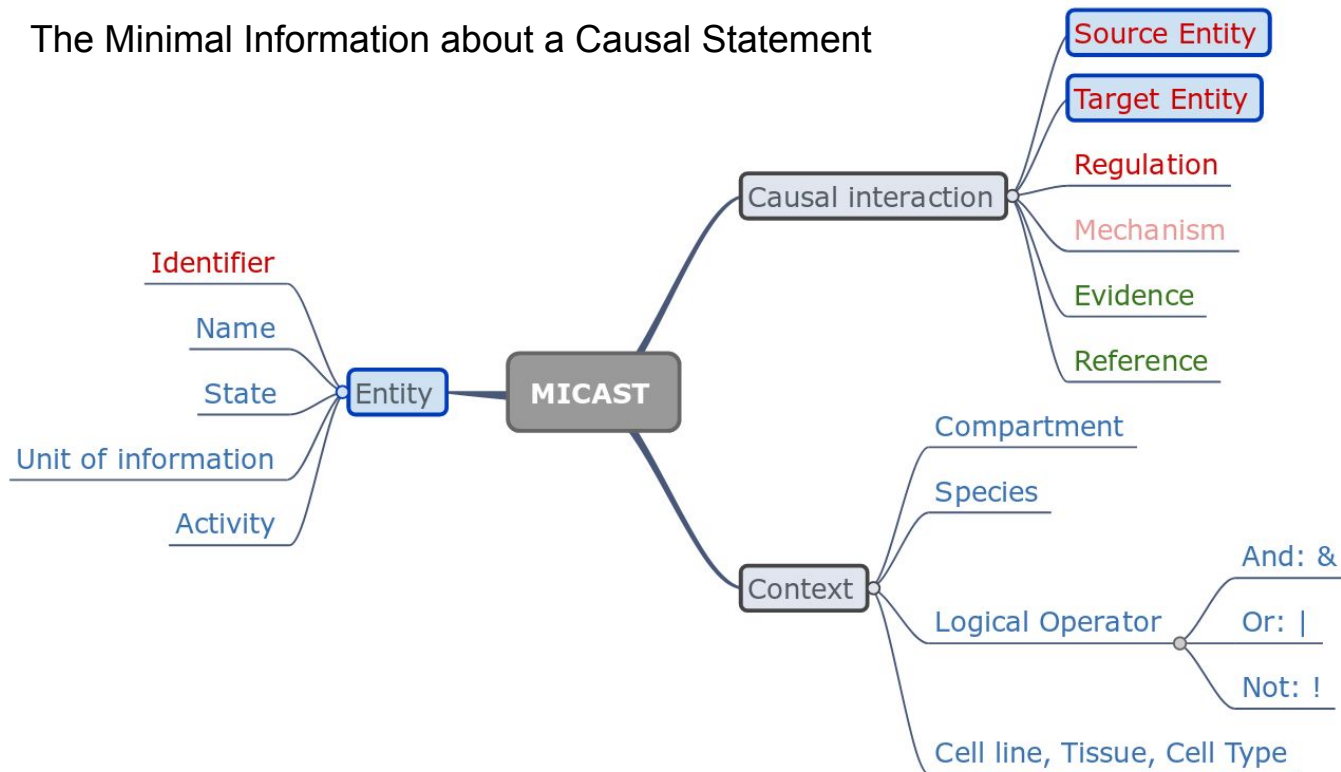 The Minimal Information about a Causal Statement
MICAST
Causal interaction
Source Entity
Target Entity
Regulation
Mechanism
Evidence
Reference
Entity
Identifier
Name
State
Unit of information
Activity
Context
Compartment
Species
Logical Operator
And: &
Or: |
Not: !
Cell line, Tissue, Cell Type